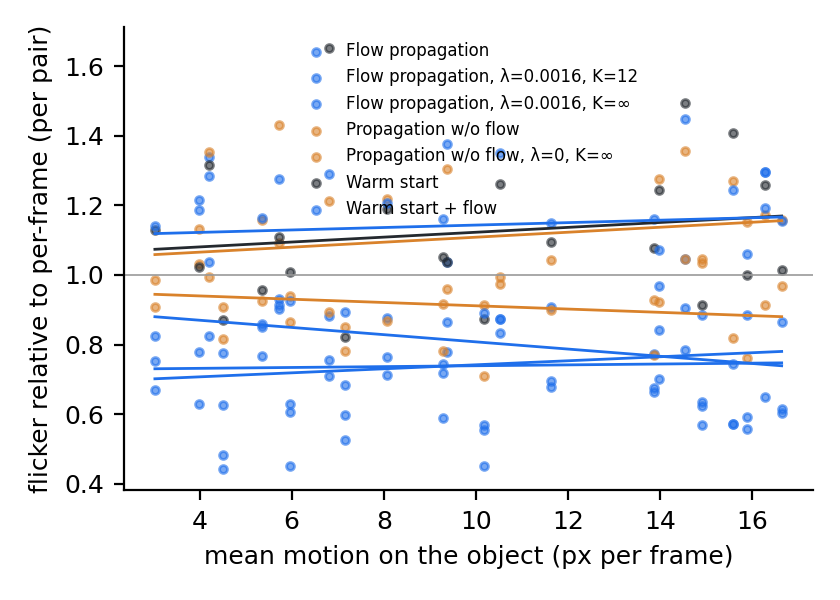 flicker relative to per-frame (per pair)
1.6
1.4
1.2
1.0
0.8
0.6
0.4
Flow propagation
Flow propagation, λ=0.0016, K=12
Flow propagation, λ=0.0016, K=∞
Propagation w/o flow
Propagation w/o flow, λ=0, K=∞
Warm start
Warm start + flow
4 6 8 10 12 14 16
mean motion on the object (px per frame)